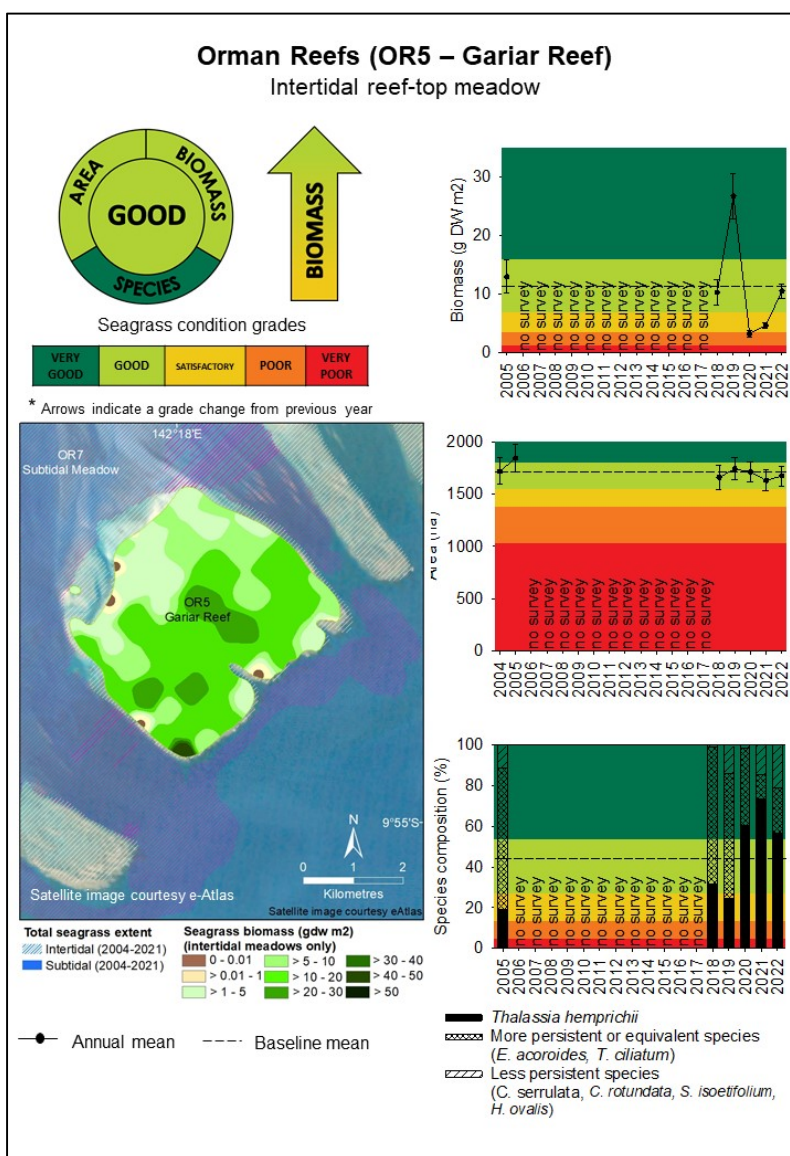 Orman Reefs (OR5 – Gariar Reef)
Intertidal reef-top meadow
AREA
BIOMASS
GOOD
SPECIES
BIOMASS
Seagrass condition grades
VERY GOOD
GOOD
SATISFACTORY
POOR
VERY POOR
* Arrows indicate a grade change from previous year
OR7
Subtidal Meadow
142°18'E
OR5
Gariar Reef
9°55'S
N
0 1 2
Kilometres
Satellite image courtesy e-Atlas
Satellite image courtesy eAtlas
Total seagrass extent
Intertidal (2004-2021)
Subtidal (2004-2021)
Seagrass biomass (gdw m2)
(intertidal meadows only)
0 - 0.01
> 0.01 - 1
> 1 - 5
> 5 - 10
> 10 - 20
> 20 - 30
> 30 - 40
> 40 - 50
> 50
Annual mean
Baseline mean
Biomass (g DW m2)
30
20
10
0
no survey
no survey
no survey
no survey
no survey
no survey
no survey
no survey
no survey
no survey
no survey
no survey
2005
2006
2007
2008
2009
2010
2011
2012
2013
2014
2015
2016
2017
2018
2019
2020
2021
2022
Area (ha)
2000
1500
1000
500
0
no survey
no survey
no survey
no survey
no survey
no survey
no survey
no survey
no survey
no survey
no survey
no survey
2004
2005
2006
2007
2008
2009
2010
2011
2012
2013
2014
2015
2016
2017
2018
2019
2020
2021
2022
Species composition (%)
100
80
60
40
20
0
no survey
no survey
no survey
no survey
no survey
no survey
no survey
no survey
no survey
no survey
no survey
no survey
2005
2006
2007
2008
2009
2010
2011
2012
2013
2014
2015
2016
2017
2018
2019
2020
2021
2022
Thalassia hemprichii
More persistent or equivalent species
(E. acoroides, T. ciliatum)
Less persistent species
(C. serrulata, C. rotundata, S. isoetifolium,
H. ovalis)